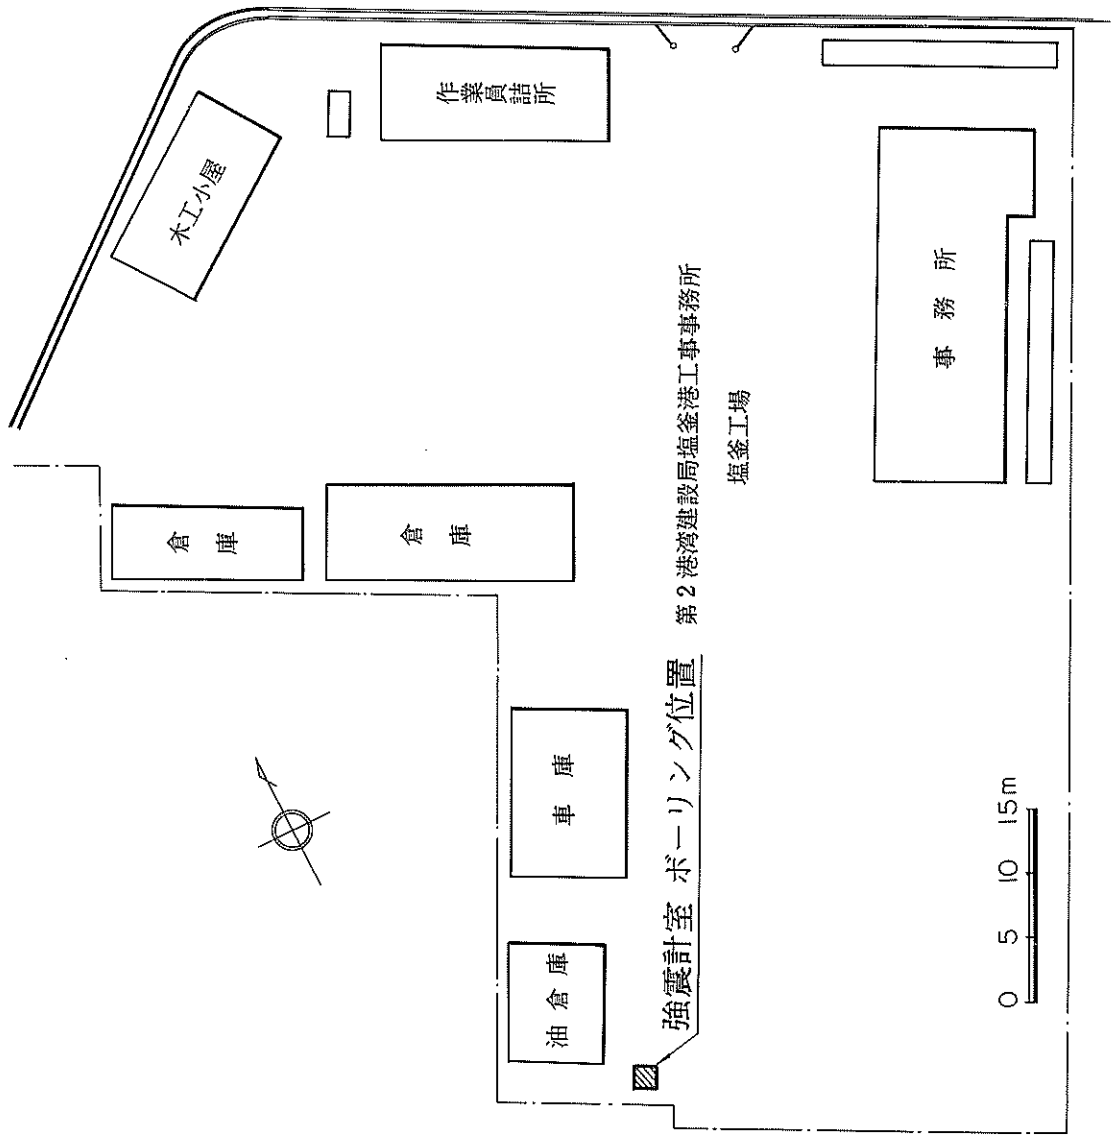 作業員詰所
木工小屋
倉庫
倉庫
事務所
第2港湾建設局塩釜港工事事務所
塩釜工場
車庫
油倉庫
強震計室 ボーリング位置
0 5 10 15m